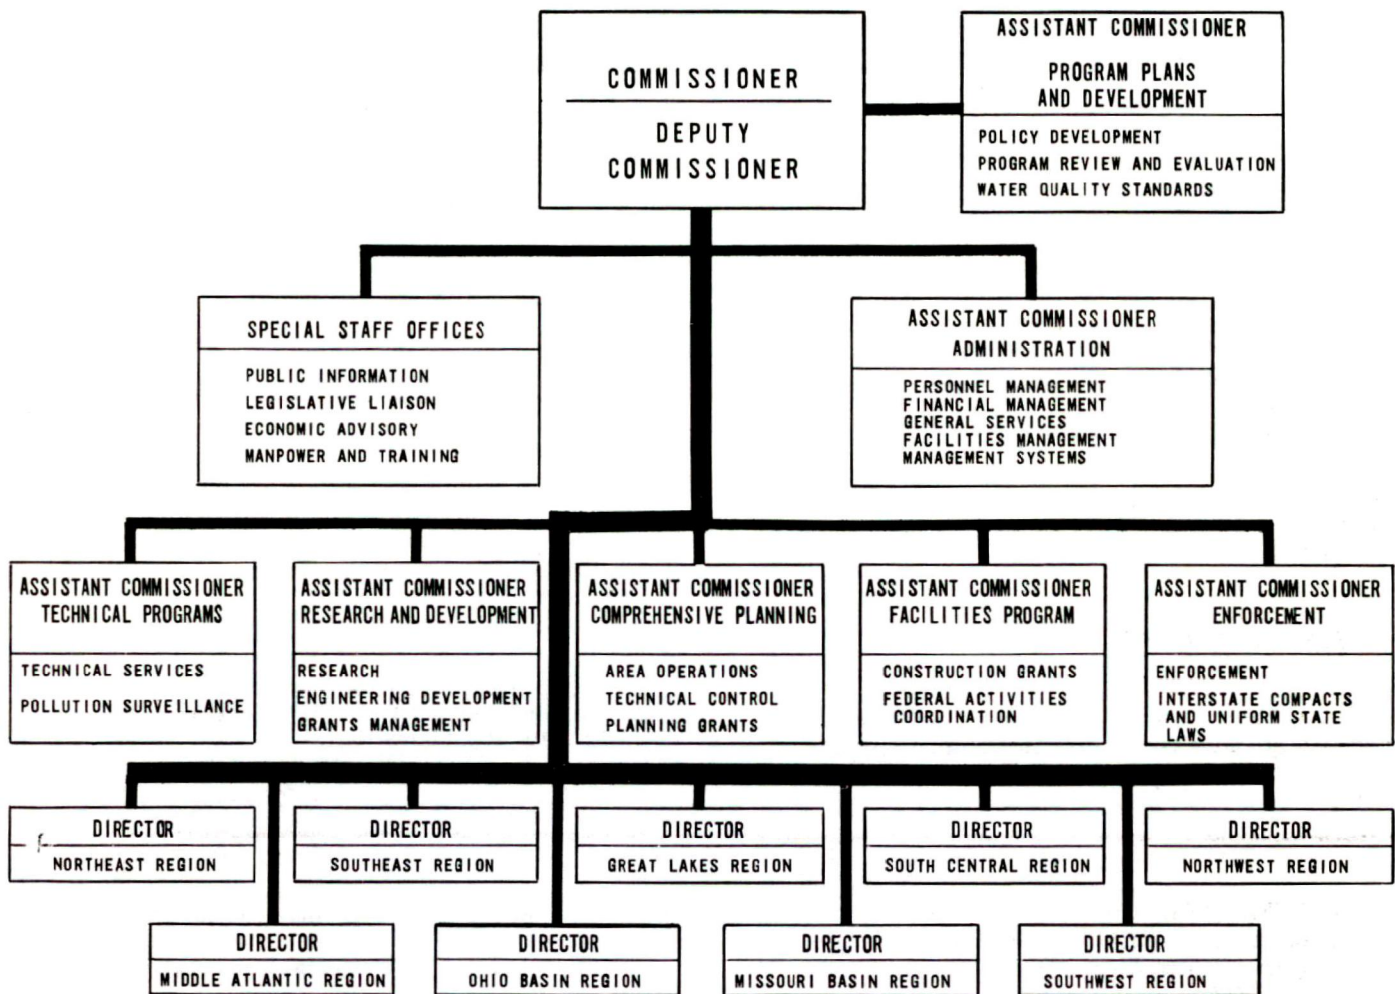 COMMISSIONER
DEPUTY
COMMISSIONER
ASSISTANT COMMISSIONER
PROGRAM PLANS
AND DEVELOPMENT
POLICY DEVELOPMENT
PROGRAM REVIEW AND EVALUATION
WATER QUALITY STANDARDS
SPECIAL STAFF OFFICES
PUBLIC INFORMATION
LEGISLATIVE LIAISON
ECONOMIC ADVISORY
MANPOWER AND TRAINING
ASSISTANT COMMISSIONER
ADMINISTRATION
PERSONNEL MANAGEMENT
FINANCIAL MANAGEMENT
GENERAL SERVICES
FACILITIES MANAGEMENT
MANAGEMENT SYSTEMS
ASSISTANT COMMISSIONER
TECHNICAL PROGRAMS
TECHNICAL SERVICES
POLLUTION SURVEILLANCE
ASSISTANT COMMISSIONER
RESEARCH AND DEVELOPMENT
RESEARCH
ENGINEERING DEVELOPMENT
GRANTS MANAGEMENT
ASSISTANT COMMISSIONER
COMPREHENSIVE PLANNING
AREA OPERATIONS
TECHNICAL CONTROL
PLANNING GRANTS
ASSISTANT COMMISSIONER
FACILITIES PROGRAM
CONSTRUCTION GRANTS
FEDERAL ACTIVITIES
COORDINATION
ASSISTANT COMMISSIONER
ENFORCEMENT
ENFORCEMENT
INTERSTATE COMPACTS
AND UNIFORM STATE
LAWS
DIRECTOR
NORTHEAST REGION
DIRECTOR
SOUTHEAST REGION
DIRECTOR
GREAT LAKES REGION
DIRECTOR
SOUTH CENTRAL REGION
DIRECTOR
NORTHWEST REGION
DIRECTOR
MIDDLE ATLANTIC REGION
DIRECTOR
OHIO BASIN REGION
DIRECTOR
MISSOURI BASIN REGION
DIRECTOR
SOUTHWEST REGION